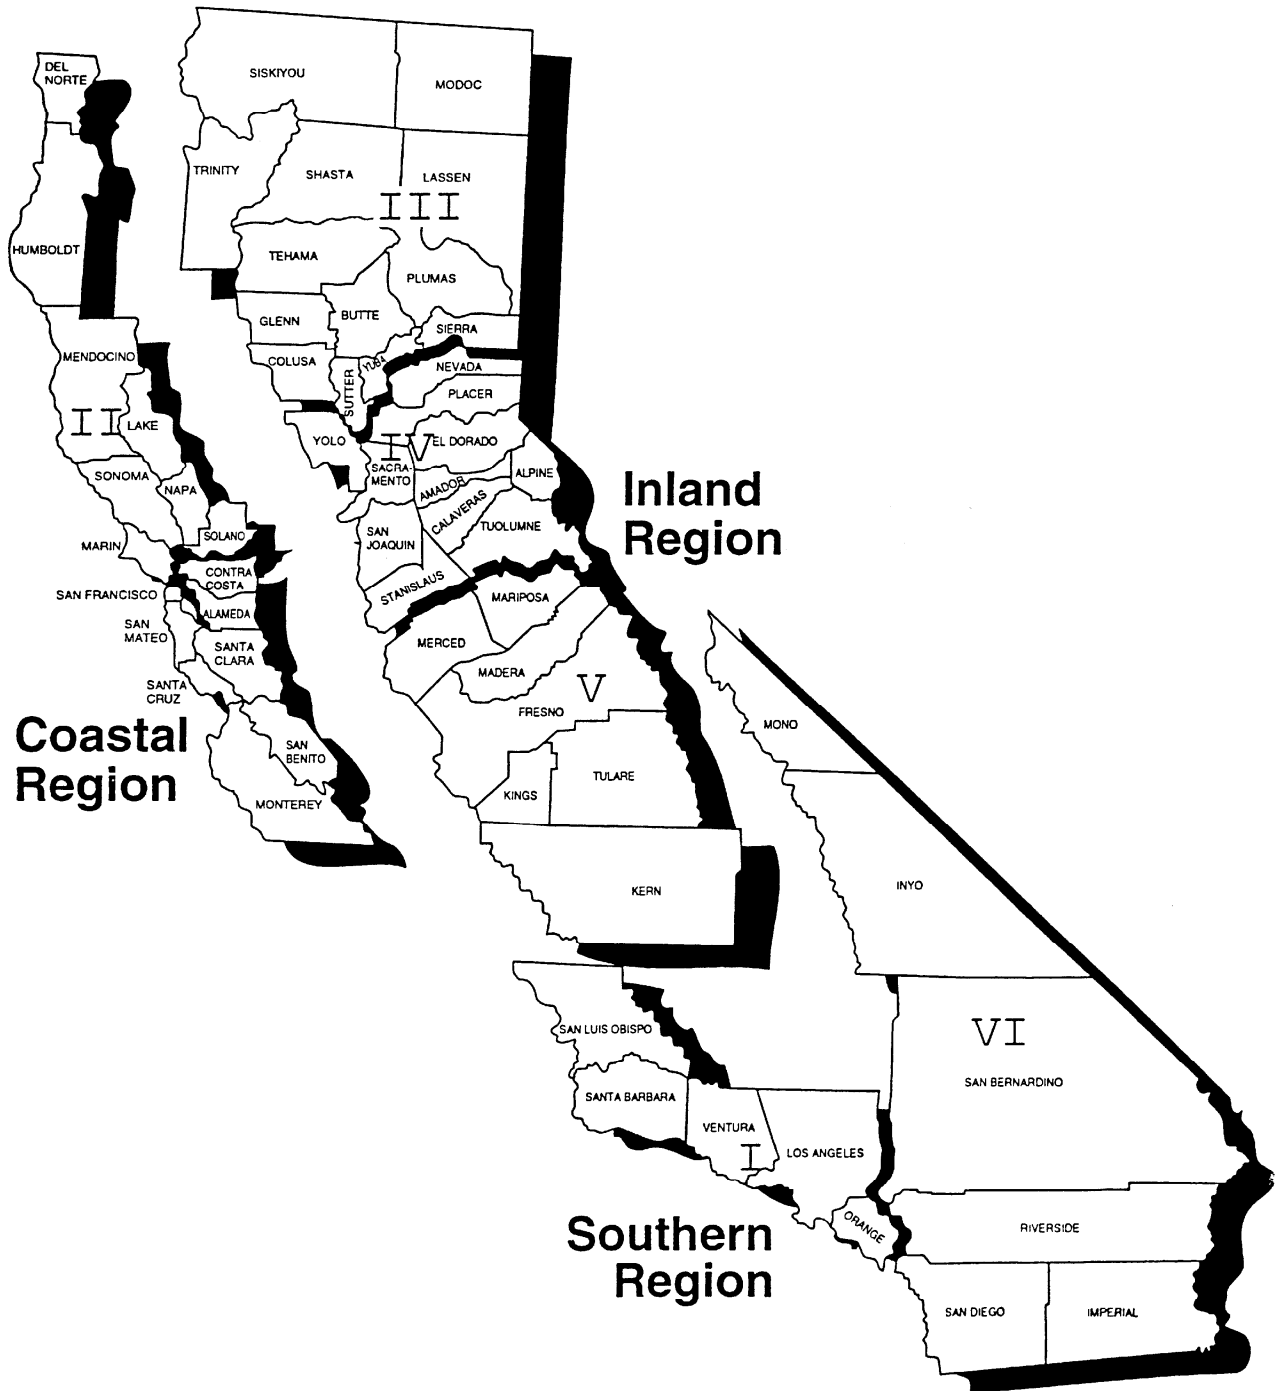 DEL
NORTE
SISKIYOU
MODOC
TRINITY
SHASTA
LASSEN
III
HUMBOLDT
TEHAMA
PLUMAS
GLENN
BUTTE
SIERRA
MENDOCINO
COLUSA
YUBA
NEVADA
SUTTER
PLACER
II
LAKE
YOLO
IV
EL DORADO
SONOMA
NAPA
SACRA-
MENTO
AMADOR
ALPINE
Inland
Region
CALAVERAS
TUOLUMNE
SOLANO
SAN
JOAQUIN
MARIN
CONTRA
COSTA
STANISLAUS
SAN FRANCISCO
MARIPOSA
ALAMEDA
SAN
MATEO
MERCED
SANTA
CLARA
MADERA
SANTA
CRUZ
V
FRESNO
Coastal
Region
MONO
SAN
BENITO
TULARE
KINGS
MONTEREY
KERN
INYO
SAN LUIS OBISPO
VI
SAN BERNARDINO
SANTA BARBARA
VENTURA
I
LOS ANGELES
ORANGE
RIVERSIDE
Southern
Region
SAN DIEGO
IMPERIAL